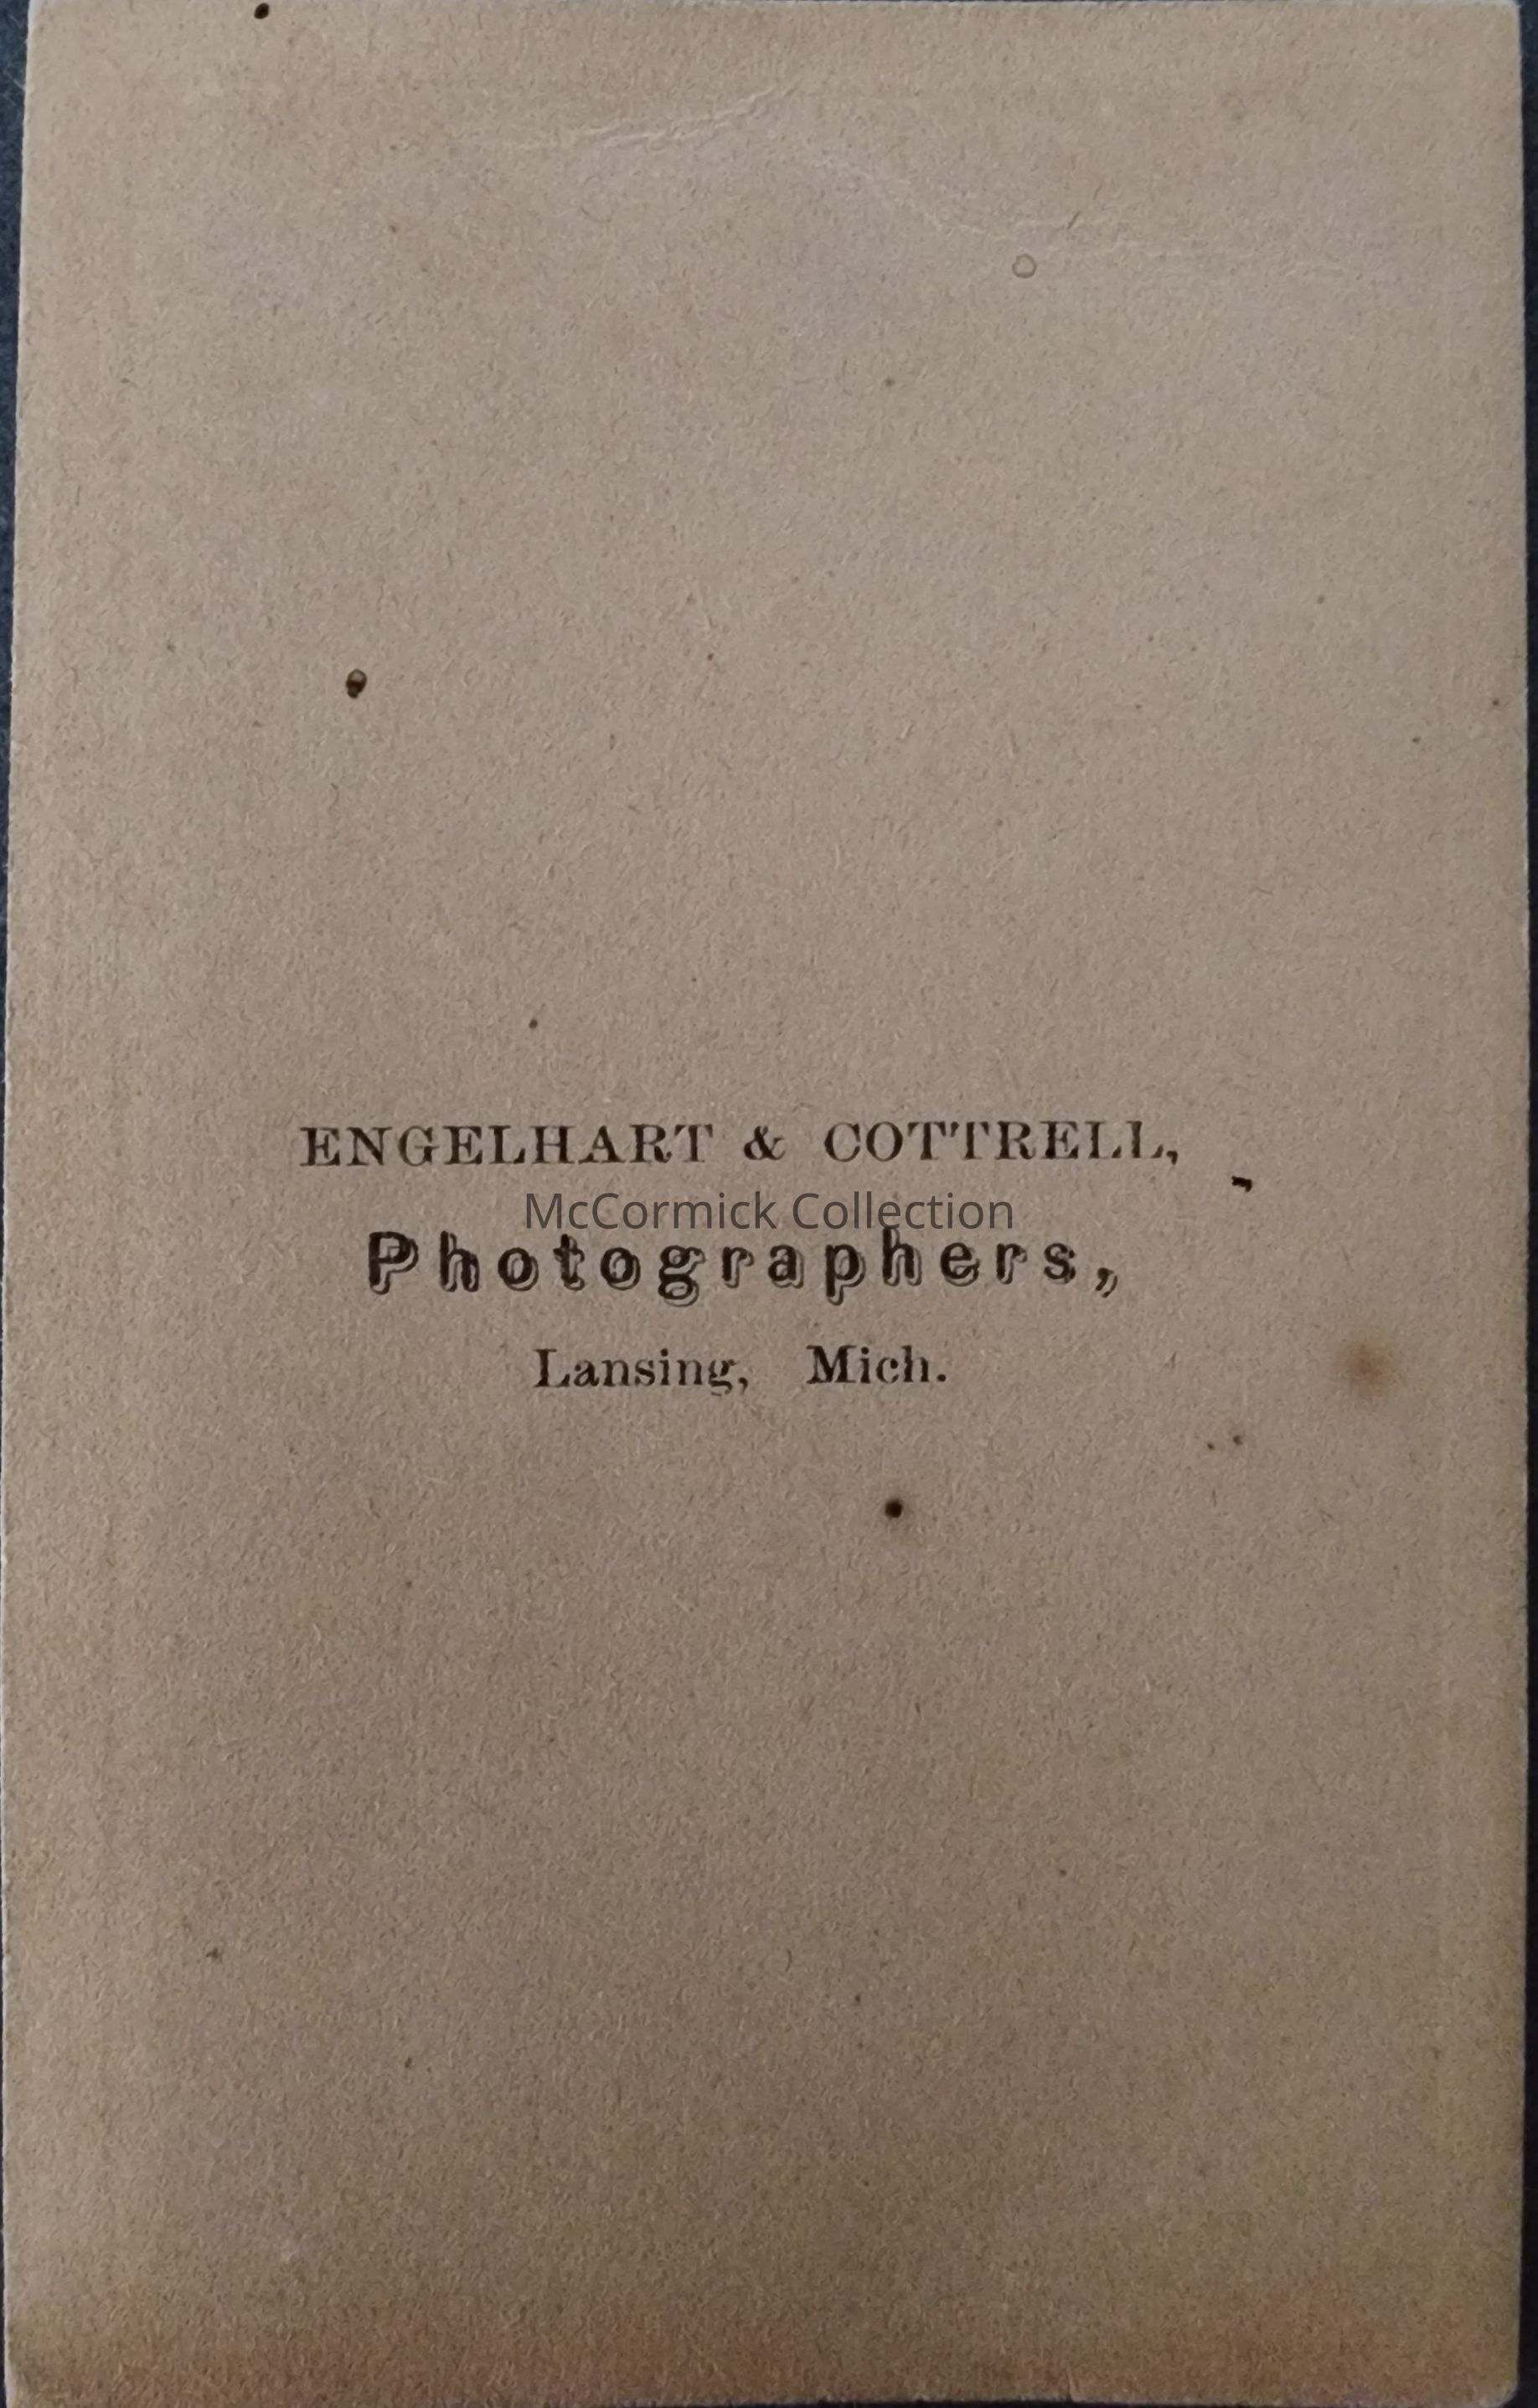 ENGELHART & COTTRELL,
McCormick Collection
Photographers,
Lansing, Mich.